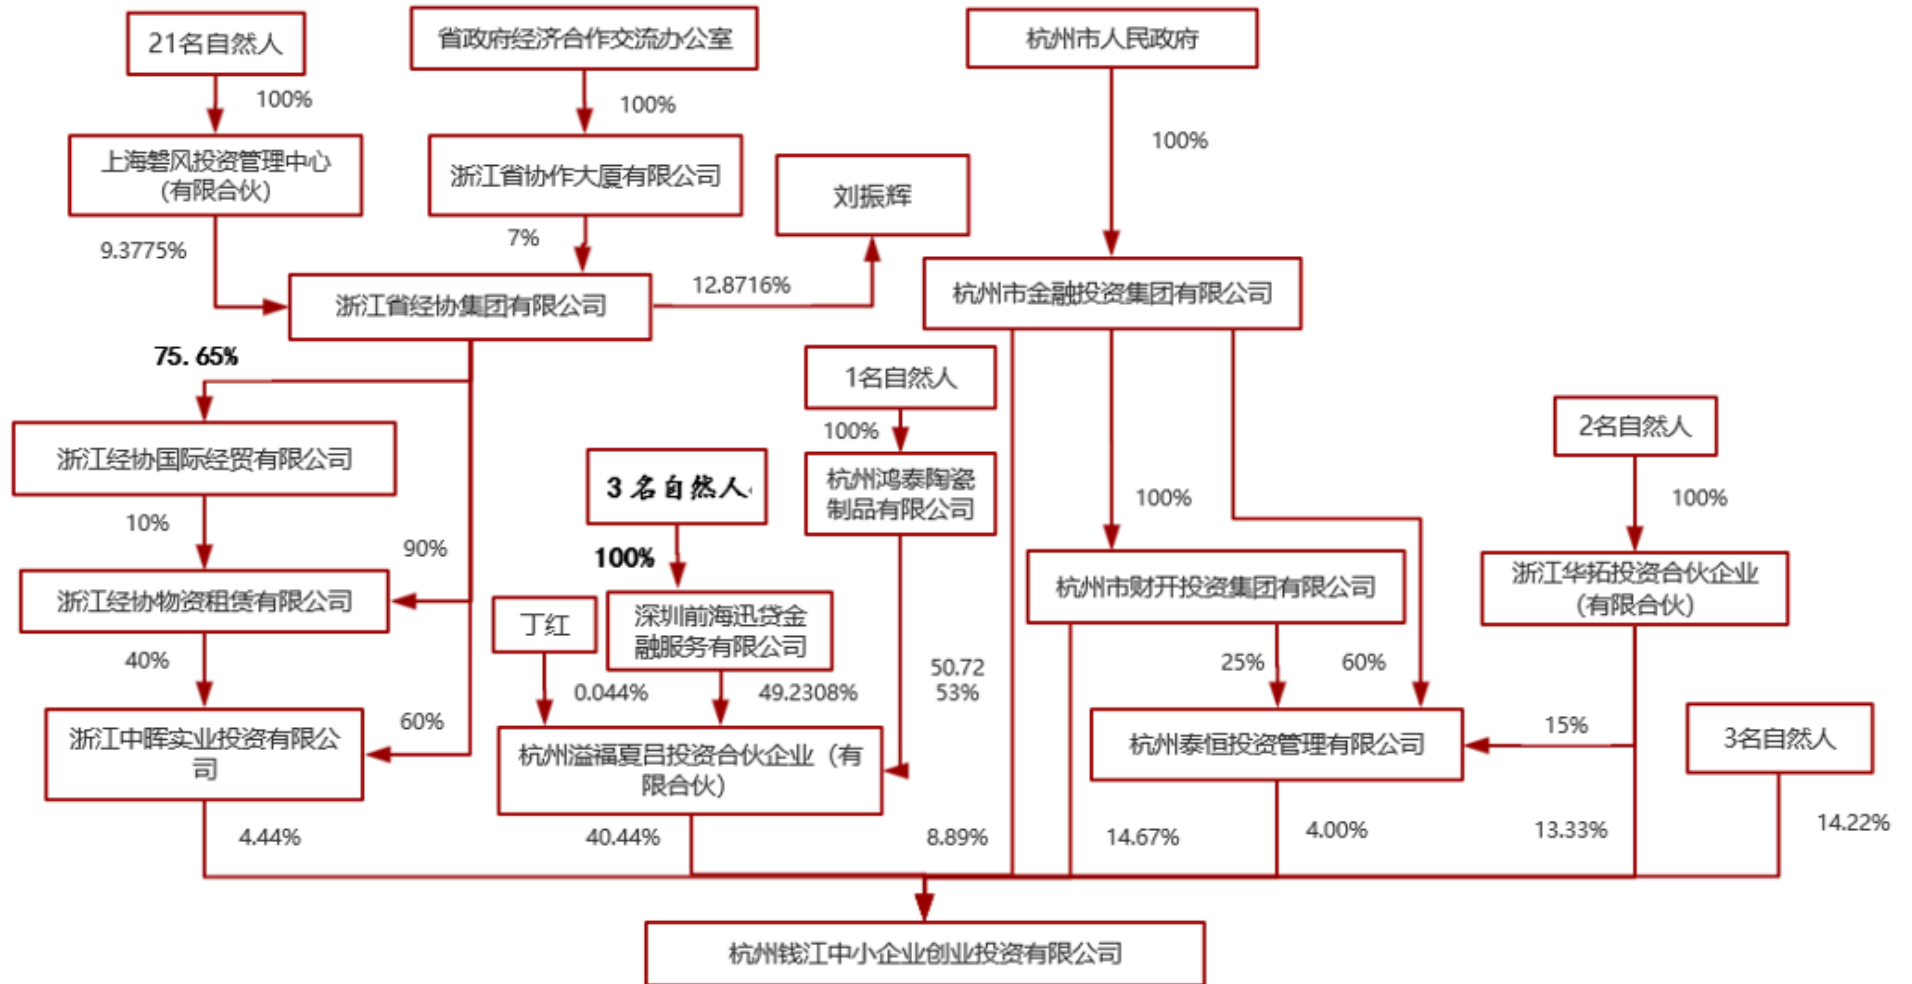 21名自然人
省政府经济合作交流办公室
杭州市人民政府
100%
100%
100%
上海磐风投资管理中心
（有限合伙）
浙江省协作大厦有限公司
刘振辉
9.3775%
7%
12.8716%
浙江省经协集团有限公司
杭州市金融投资集团有限公司
75.65%
1名自然人
100%
2名自然人
浙江经协国际经贸有限公司
3名自然人
杭州鸿泰陶瓷
制品有限公司
100%
100%
10%
90%
100%
浙江经协物资租赁有限公司
丁红
深圳前海迅贷金
融服务有限公司
杭州市财开投资集团有限公司
浙江华拓投资合伙企业
（有限合伙）
40%
0.044%
49.2308%
50.72
53%
25%
60%
60%
15%
浙江中晖实业投资有限公
司
杭州溢福夏吕投资合伙企业（有
限合伙）
杭州泰恒投资管理有限公司
3名自然人
4.44%
40.44%
8.89%
14.67%
4.00%
13.33%
14.22%
杭州钱江中小企业创业投资有限公司